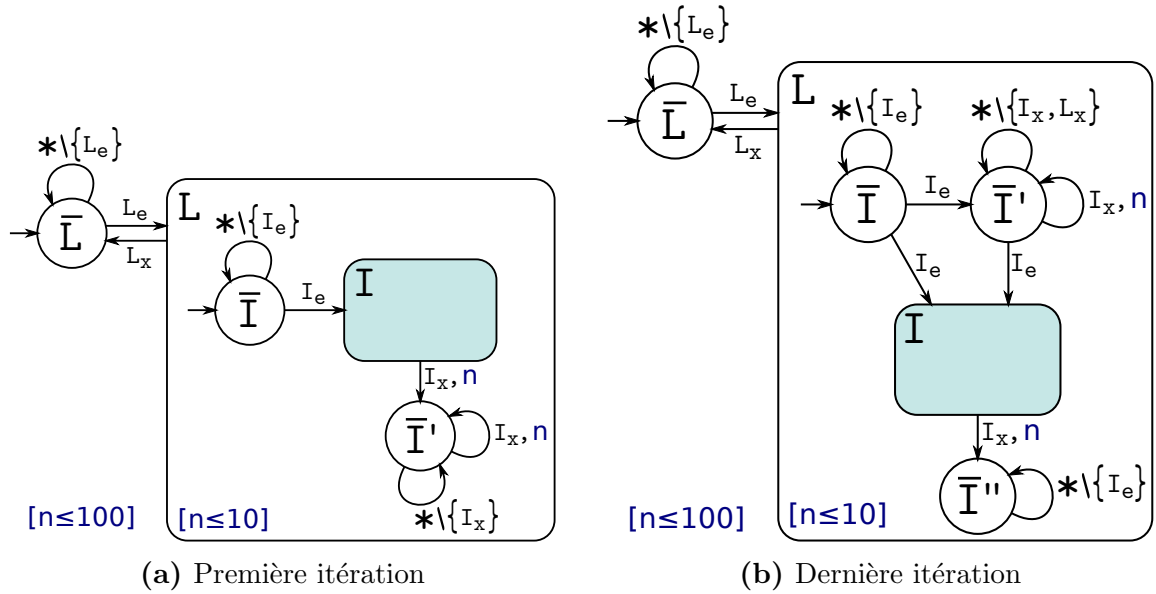 *\{Lₑ}
L̅
Lₑ
Lₓ
L
*\{Iₑ}
I̅
Iₑ
I
Iₓ,n
I̅'
Iₓ,n
*\{Iₓ}
[n≤100]
[n≤10]
(a) Première itération
*\{Lₑ}
L̅
Lₑ
Lₓ
L
*\{Iₑ}
*\{Iₓ,Lₓ}
I̅
Iₑ
I̅'
Iₓ,n
Iₑ
Iₑ
I
Iₓ,n
I̅"
*\{Iₑ}
[n≤100]
[n≤10]
(b) Dernière itération